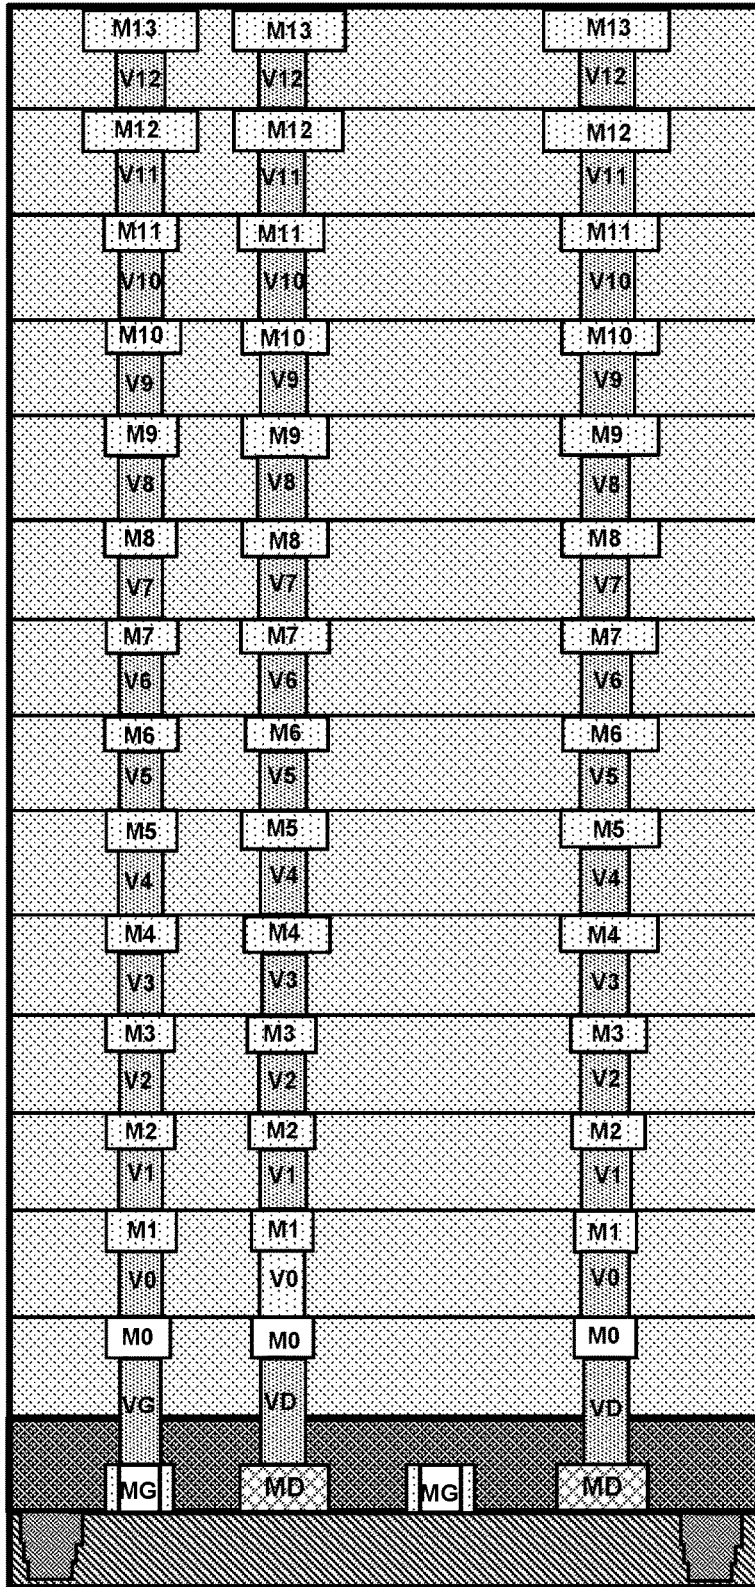 M13 M13 M13
V12 V12 V12
M12 M12 M12
V11 V11 V11
M11 M11 M11
V10 V10 V10
M10 M10 M10
V9 V9 V9
M9 M9 M9
V8 V8 V8
M8 M8 M8
V7 V7 V7
M7 M7 M7
V6 V6 V6
M6 M6 M6
V5 V5 V5
M5 M5 M5
V4 V4 V4
M4 M4 M4
V3 V3 V3
M3 M3 M3
V2 V2 V2
M2 M2 M2
V1 V1 V1
M1 M1 M1
V0 V0 V0
M0 M0 M0
VG VD VD
MG MD MG MD